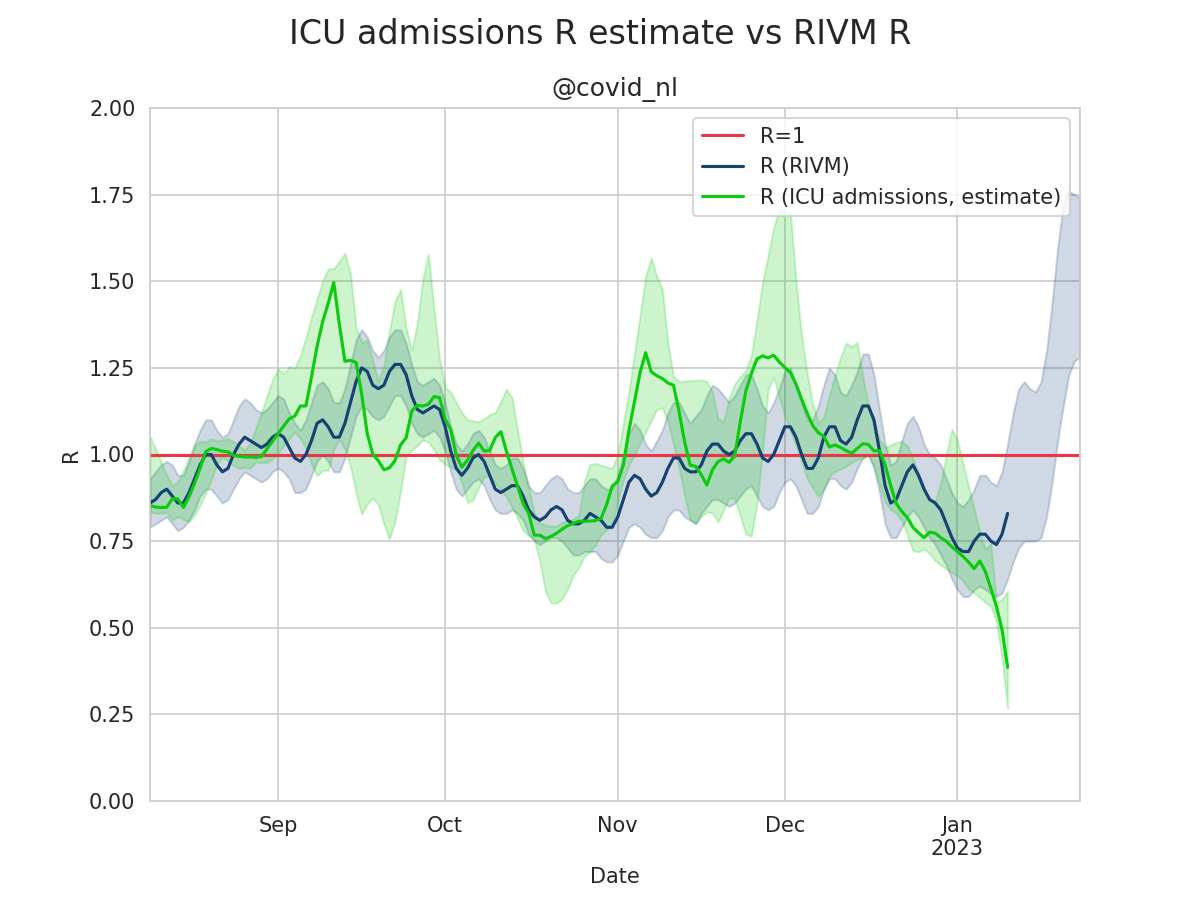 ICU admissions R estimate vs RIVM R
@covid_nl
R=1
R (RIVM)
R (ICU admissions, estimate)
2.00
1.75
1.50
1.25
1.00
0.75
0.50
0.25
0.00
R
Sep
Oct
Nov
Dec
Jan
2023
Date